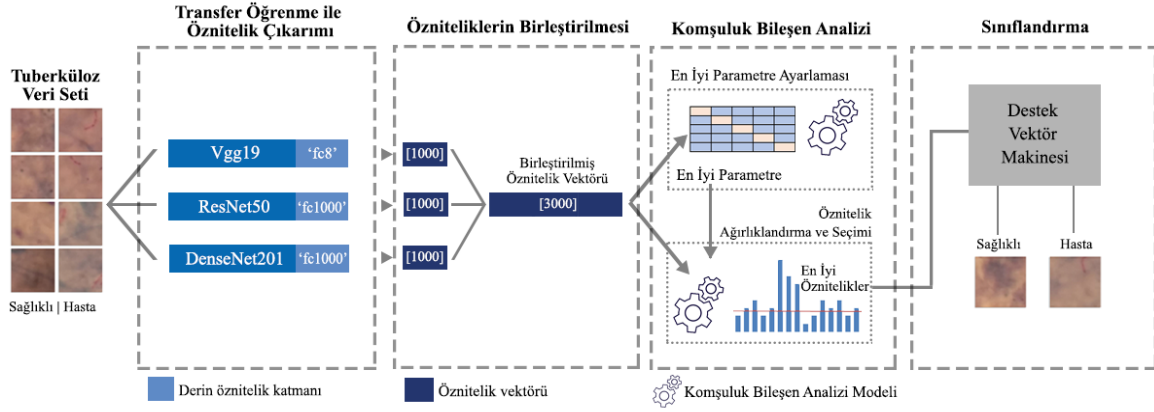 Transfer Öğrenme ile
Öznitelik Çıkarımı
Özniteliklerin Birleştirilmesi
Komşuluk Bileşen Analizi
Sınıflandırma
Tuberküloz
Veri Seti
Sağlıklı | Hasta
Vgg19
'fc8'
ResNet50
'fc1000'
DenseNet201
'fc1000'
[1000]
[1000]
[1000]
Birleştirilmiş
Öznitelik Vektörü
[3000]
En İyi Parametre Ayarlaması
En İyi Parametre
Öznitelik
Ağırlıklandırma ve Seçimi
En İyi
Öznitelikler
Destek
Vektör
Makinesi
Sağlıklı
Hasta
Derin öznitelik katmanı
Öznitelik vektörü
Komşuluk Bileşen Analizi Modeli